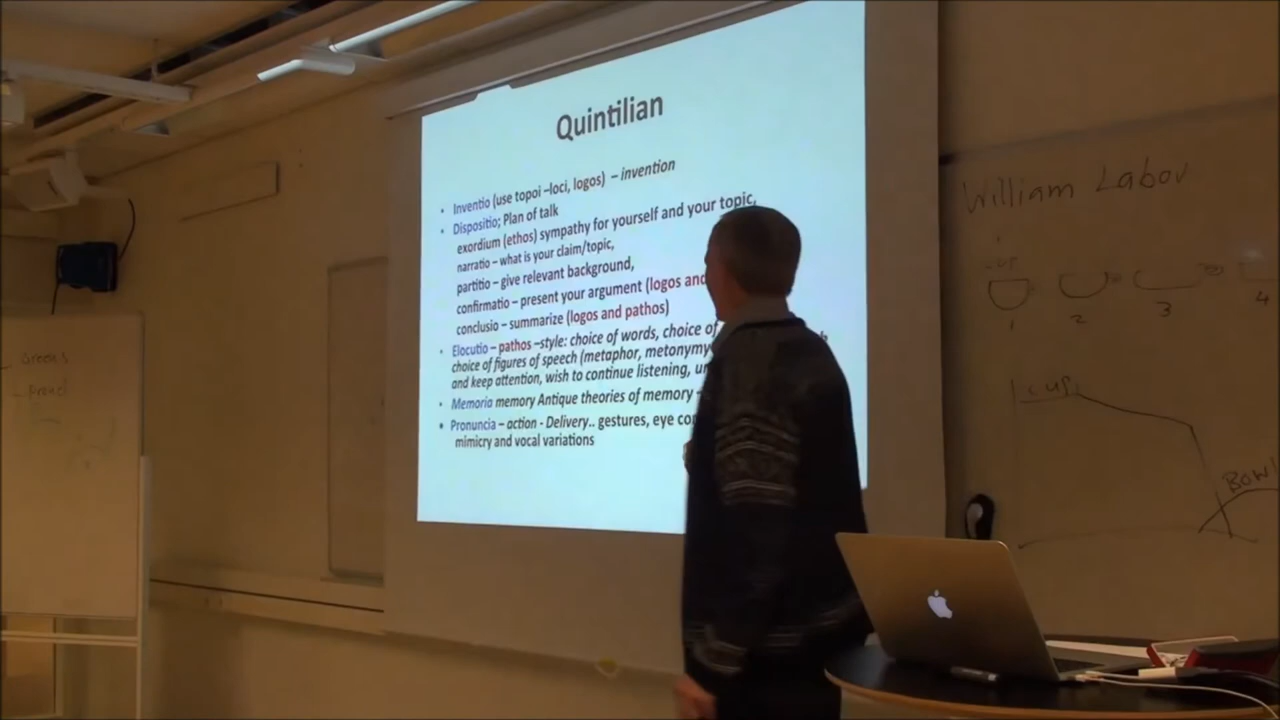 Quintilian
• Inventio (use topoi –loci, logos) – invention
• Dispositio; Plan of talk
exordium (ethos) sympathy for yourself and your topic,
narratio – what is your claim/topic,
partitio – give relevant background,
confirmatio – present your argument (logos and
conclusio – summarize (logos and pathos)
• Elocutio – pathos –style: choice of words, choice of
choice of figures of speech (metaphor, metonymy
and keep attention, wish to continue listening,
• Memoria memory Antique theories of memory –
• Pronuncia – action - Delivery.. gestures, eye
mimicry and vocal variations
William Labov
cup
1 2 3 4
cup
Bowl